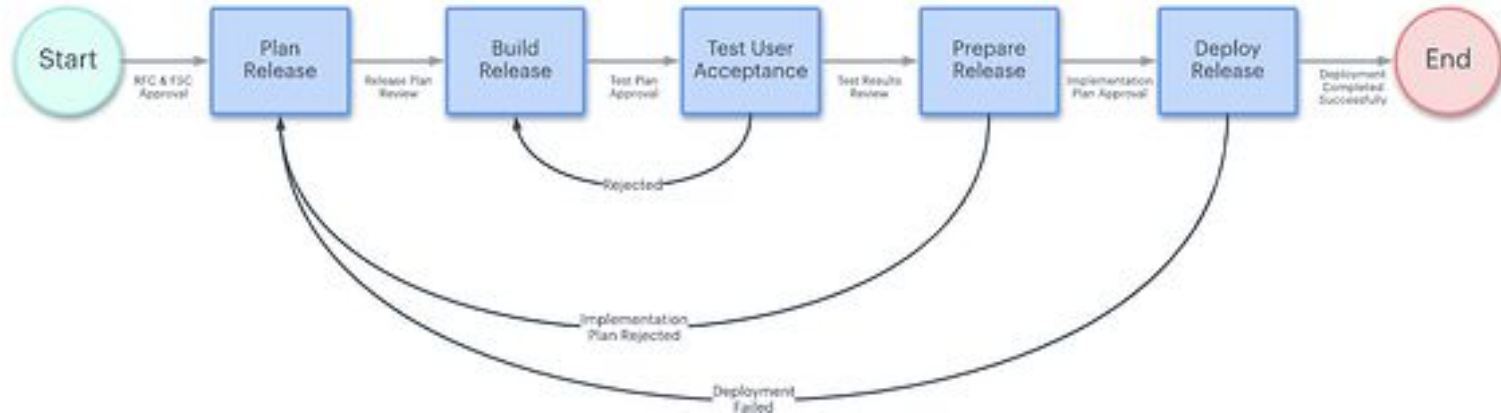 Start
RFC & FSC
Approval
Plan
Release
Release Plan
Review
Build
Release
Test Plan
Approval
Test User
Acceptance
Test Results
Review
Prepare
Release
Implementation
Plan Approval
Deploy
Release
Deployment
Completed
Successfully
End
Rejected
Implementation
Plan Rejected
Deployment
Failed